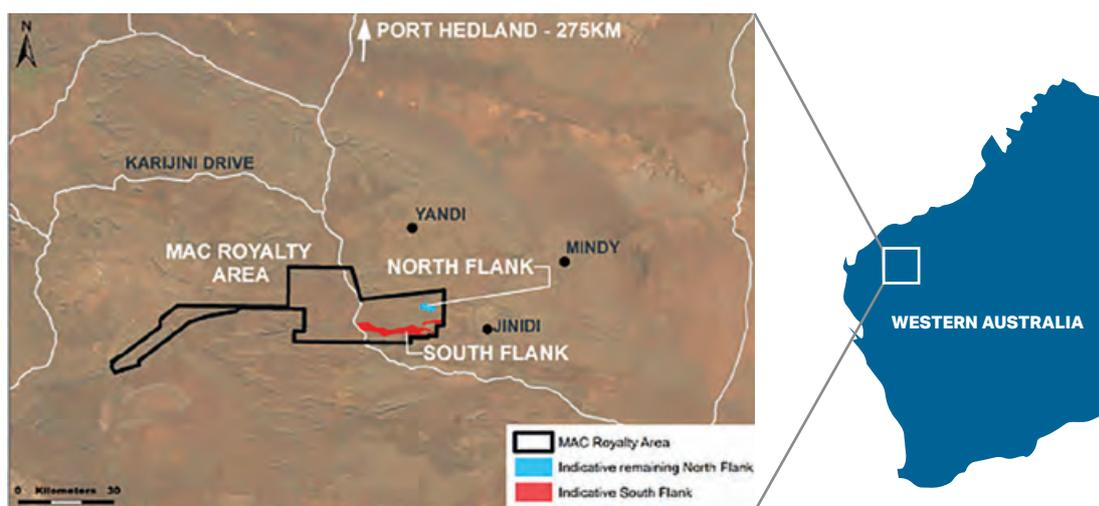 N
PORT HEDLAND - 275KM
KARIJINI DRIVE
YANDI
MAC ROYALTY
AREA
NORTH FLANK
MINDY
JINIDI
SOUTH FLANK
WESTERN AUSTRALIA
MAC Royalty Area
Indicative remaining North Flank
Indicative South Flank
0 Kilometers 30